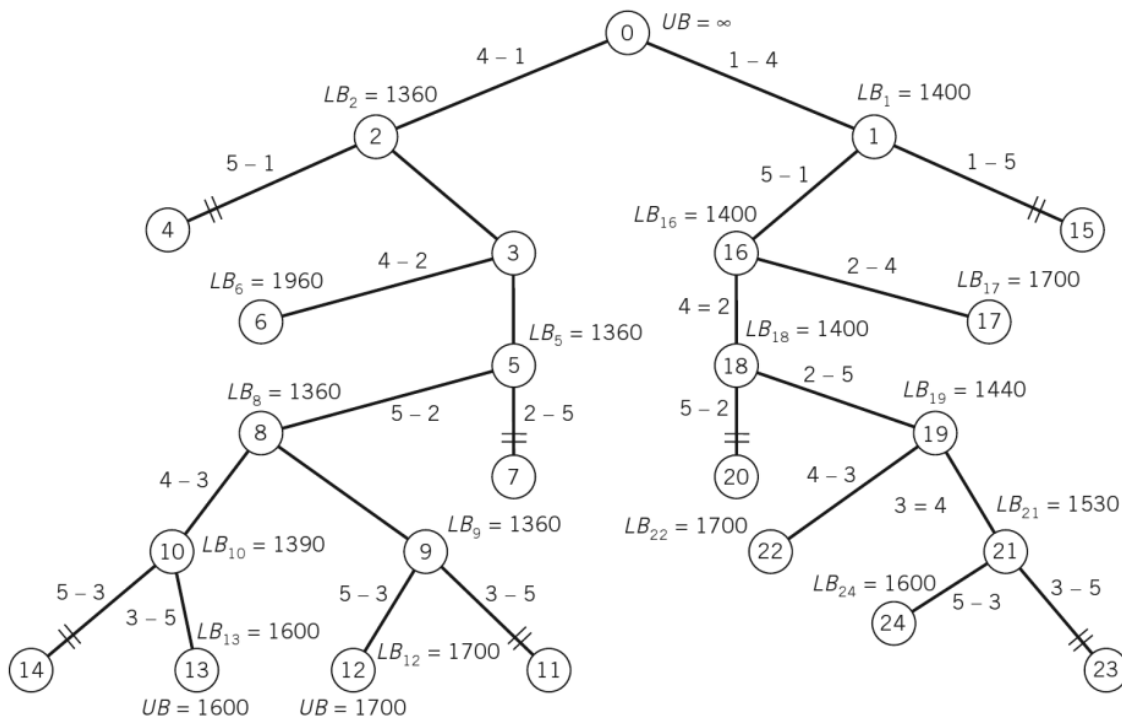 0 UB = ∞
4 – 1 1 – 4
LB₂ = 1360 LB₁ = 1400
2 1
5 – 1 5 – 1 1 – 5
LB₁₆ = 1400
4 3 16 15
LB₆ = 1960 4 – 2 2 – 4 LB₁₇ = 1700
6 LB₅ = 1360 4 = 2 17
5 18 LB₁₈ = 1400
LB₈ = 1360 5 – 2 2 – 5 5 – 2 2 – 5 LB₁₉ = 1440
8 19
4 – 3 7 20 4 – 3
3 = 4 LB₂₁ = 1530
10 LB₁₀ = 1390 9 LB₉ = 1360 LB₂₂ = 1700 22 21
5 – 3 3 – 5 5 – 3 3 – 5 LB₂₄ = 1600 5 – 3 3 – 5
LB₁₃ = 1600 LB₁₂ = 1700 24
14 13 12 11 23
UB = 1600 UB = 1700